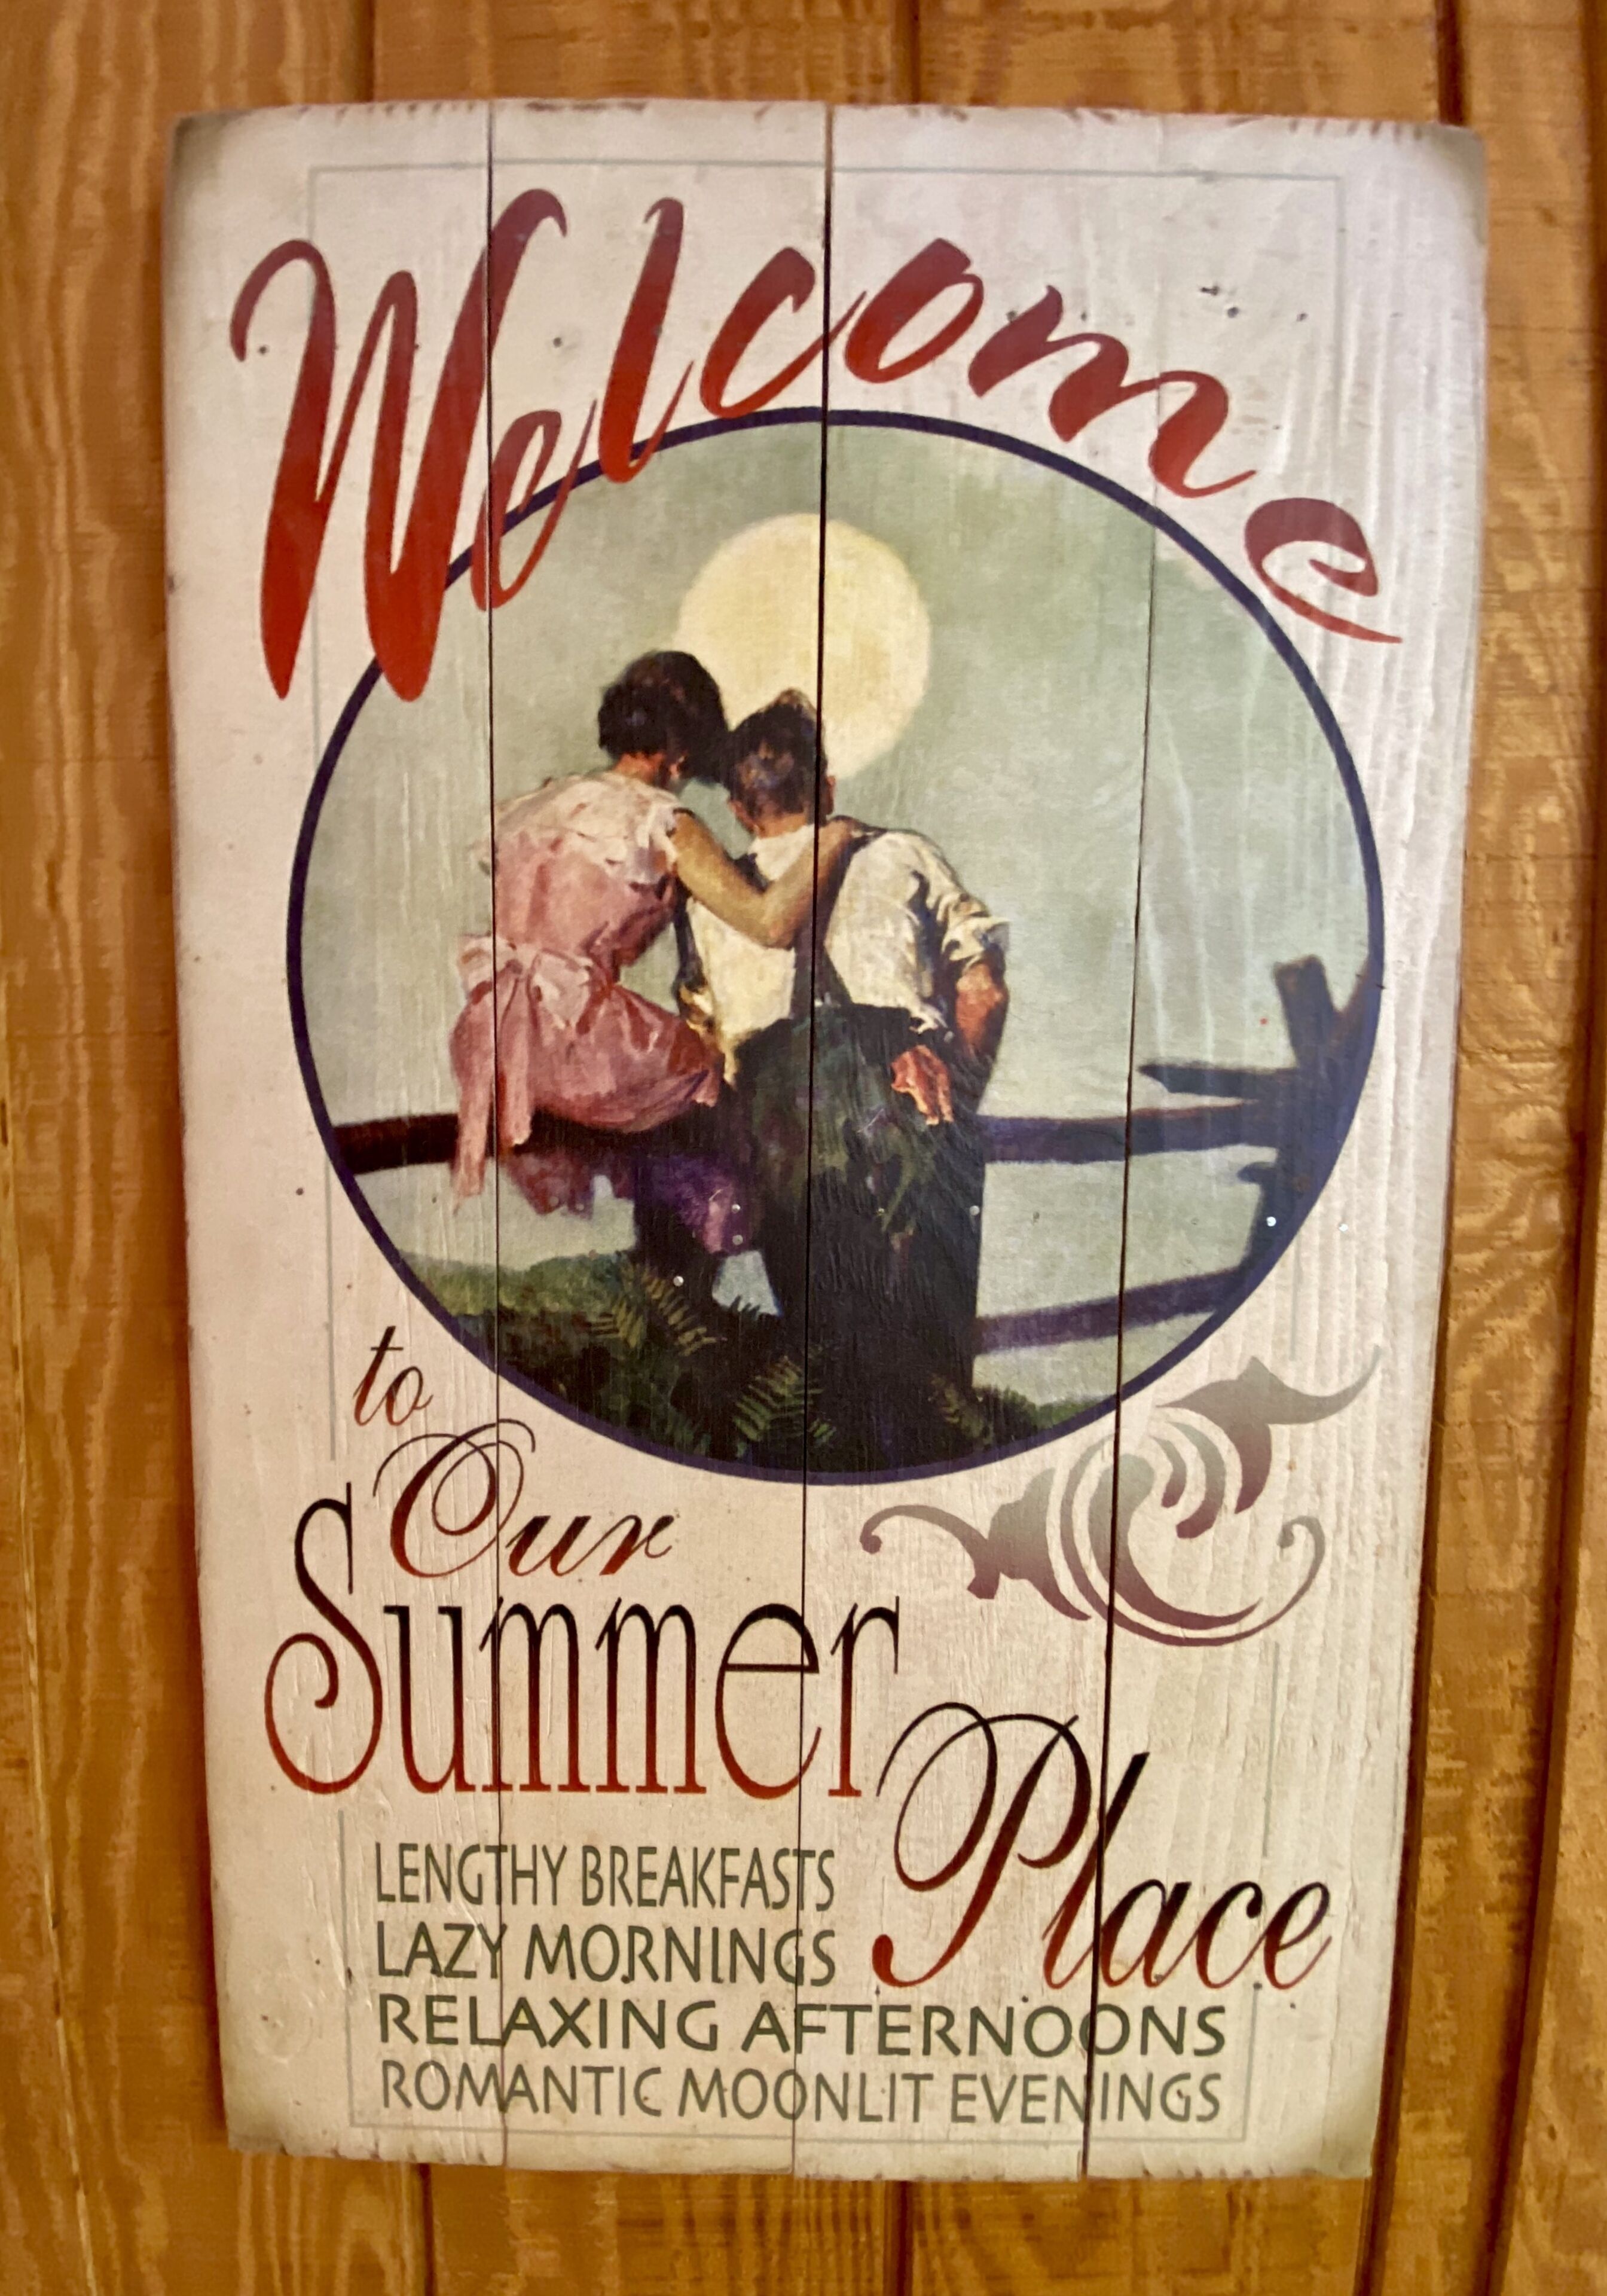 Welcome
to
Our
Summer
Place
LENGTHY BREAKFASTS
LAZY MORNINGS
RELAXING AFTERNOONS
ROMANTIC MOONLIT EVENINGS